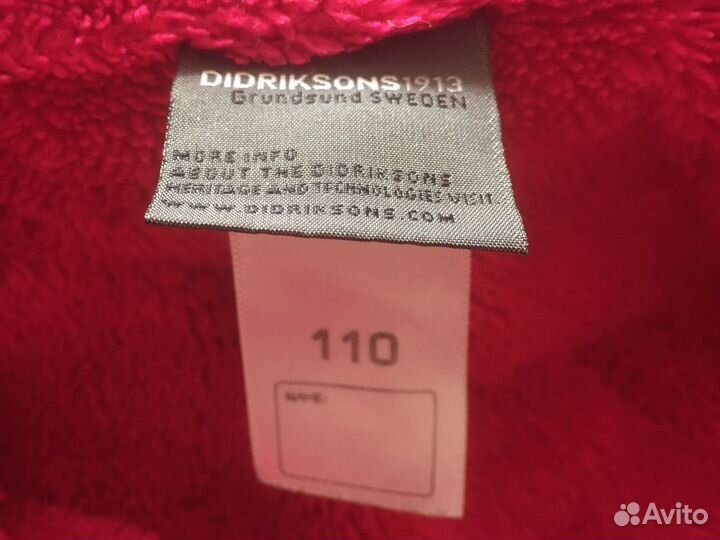 DIDRIKSONS1913
Grundsund SWEDEN
MORE INFO
ABOUT THE DIDRIKSONS
HERITAGE AND TECHNOLOGIES VISIT
WWW.DIDRIKSONS.COM
110
NAME:
Avito